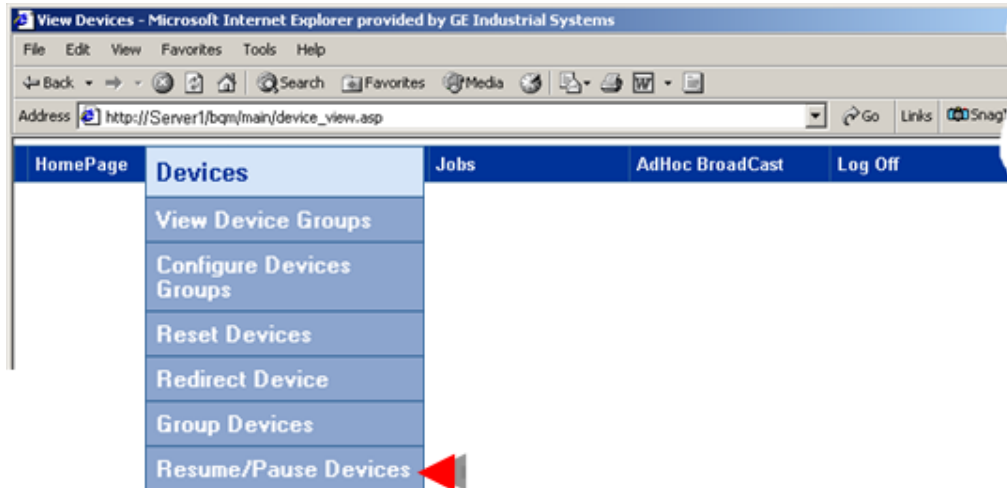 View Devices - Microsoft Internet Explorer provided by GE Industrial Systems
File Edit View Favorites Tools Help
Back Search Favorites Media
Address http://Server1/bqm/main/device_view.asp Go Links
HomePage Devices Jobs AdHoc BroadCast Log Off
View Device Groups
Configure Devices
Groups
Reset Devices
Redirect Device
Group Devices
Resume/Pause Devices